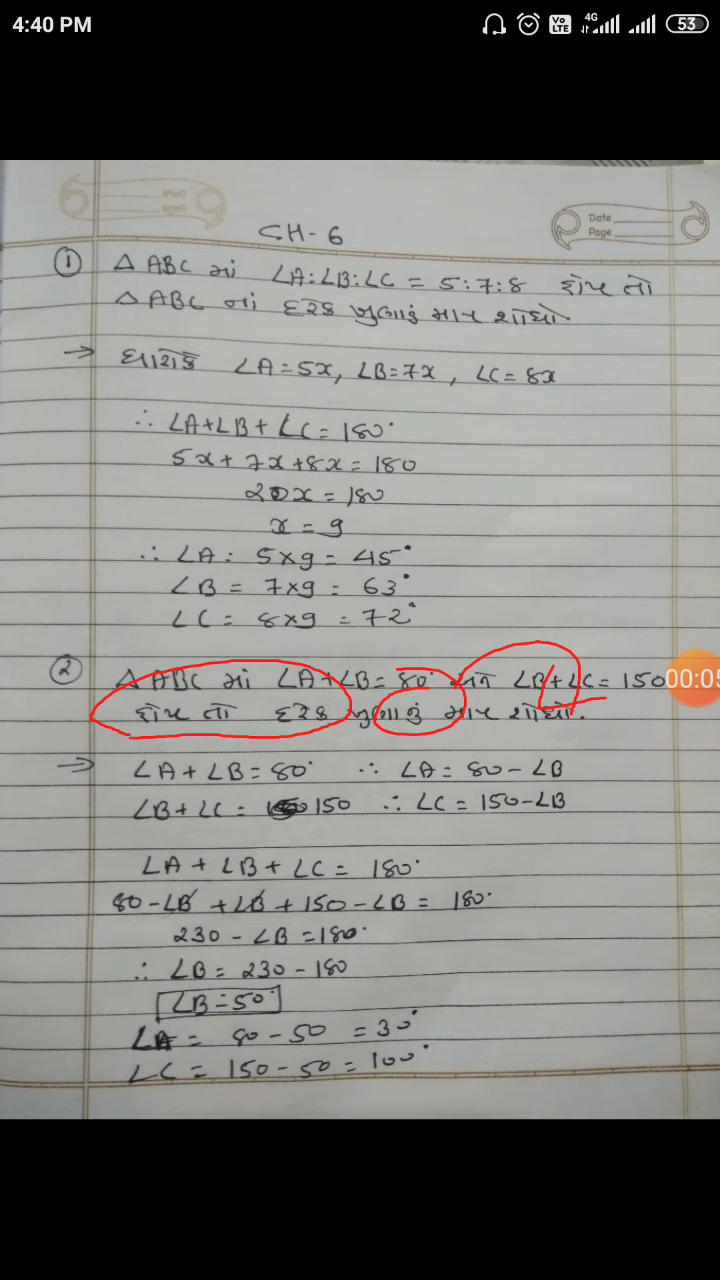 4:40 PM Vo LTE 4G 53
Date
Page
CH-6
① △ ABC માં ∠A:∠B:∠C = 5:7:8 હોય તો
△ ABC નાં દરેક ખુણાનું માપ શોધો.
→ ધારોકે ∠A=5x, ∠B=7x, ∠C=8x
∴ ∠A+∠B+∠C=180°
5x+7x+8x=180
20x=180
x=9
∴ ∠A= 5×9=45°
∠B= 7×9= 63°
∠C= 8×9=72°
② △ ABC માં ∠A+∠B=80° અને ∠B+∠C=150 00:05
હોય તો દરેક ખુણાનું માપ શોધો.
→ ∠A+∠B=80° ∴ ∠A=80-∠B
∠B+∠C= 150 ∴ ∠C=150-∠B
∠A+∠B+∠C= 180°
80-∠B+∠B+150-∠B= 180°
230-∠B=180°
∴ ∠B=230-180
∠B=50°
∠A= 80-50=30°
∠C=150-50=100°